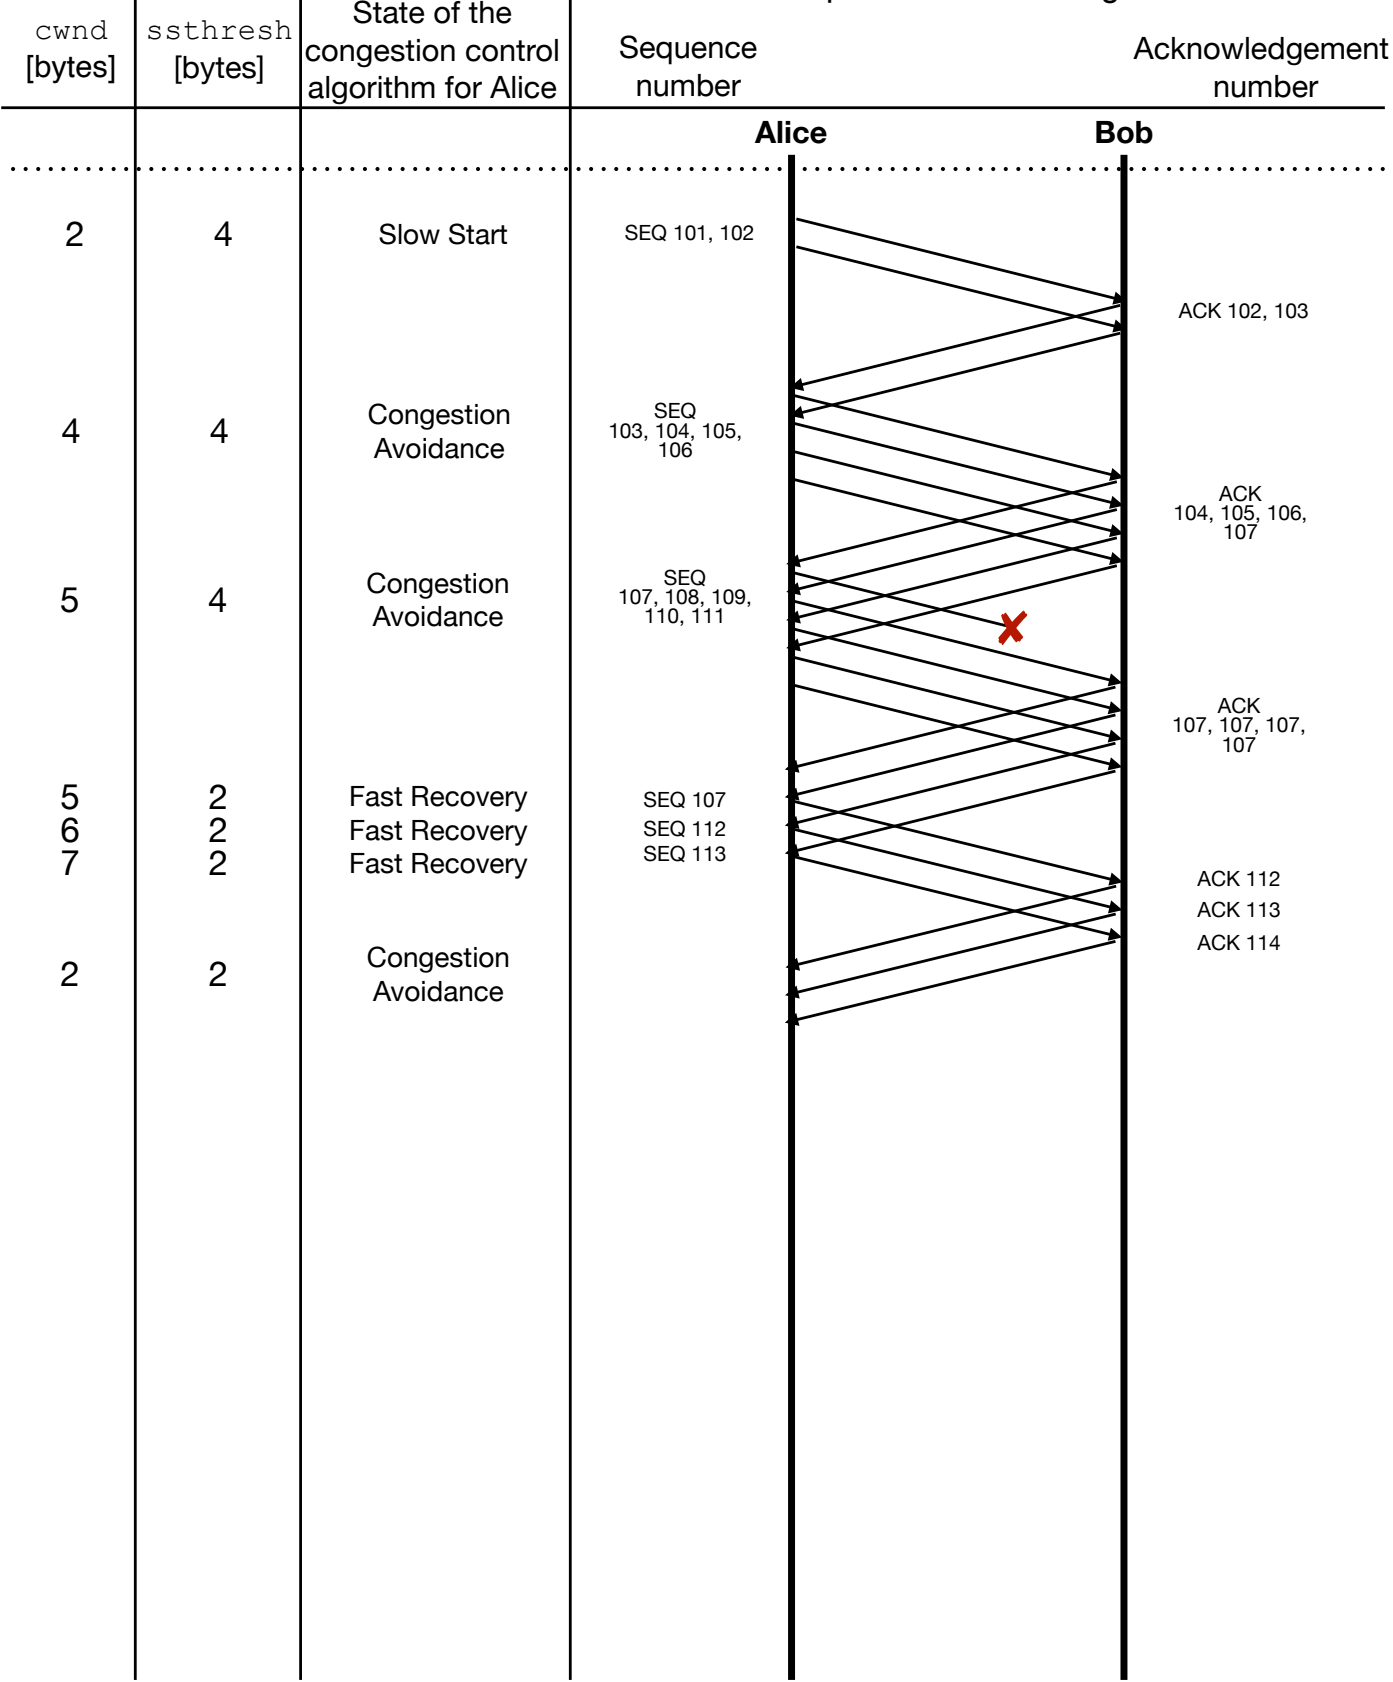 State of the
congestion control
algorithm for Alice
cwnd
[bytes]
ssthresh
[bytes]
Sequence
number
Acknowledgement
number
Alice
Bob
2
4
Slow Start
SEQ 101, 102
ACK 102, 103
4
4
Congestion
Avoidance
SEQ
103, 104, 105,
106
ACK
104, 105, 106,
107
5
4
Congestion
Avoidance
SEQ
107, 108, 109,
110, 111
ACK
107, 107, 107,
107
5
2
Fast Recovery
SEQ 107
6
2
Fast Recovery
SEQ 112
7
2
Fast Recovery
SEQ 113
ACK 112
ACK 113
ACK 114
2
2
Congestion
Avoidance